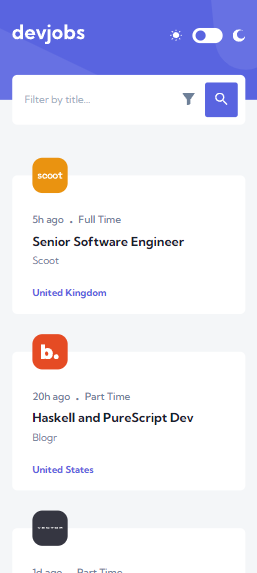 devjobs
Filter by title...
scoot
5h ago . Full Time
Senior Software Engineer
Scoot
United Kingdom
b.
20h ago . Part Time
Haskell and PureScript Dev
Blogr
United States
1d ago . Part Time